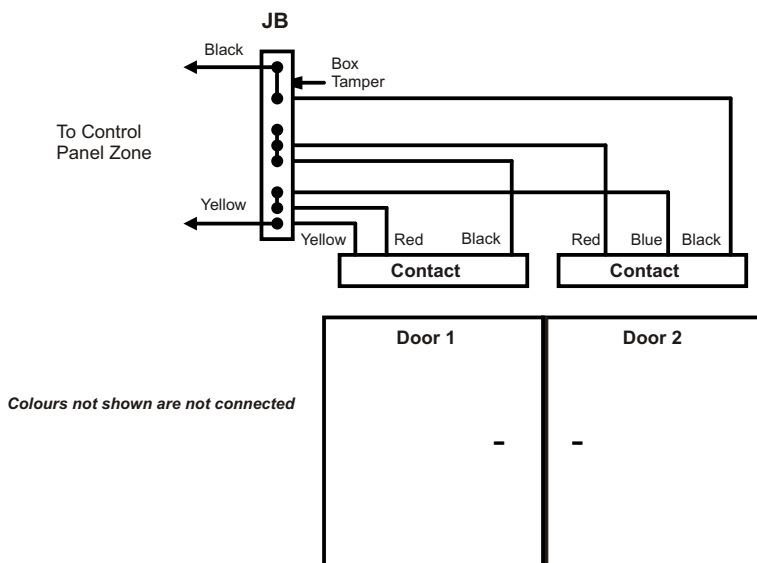 JB
Black
Box
Tamper
To Control
Panel Zone
Yellow
Yellow Red Black Red Blue Black
Contact Contact
Door 1 Door 2
Colours not shown are not connected